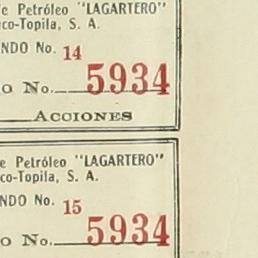 e Petróleo "LAGARTERO"
co-Topila, S. A.
NDO No. 14
o No. 5934
ACCIONES
e Petróleo "LAGARTERO"
co-Topila, S. A.
NDO No. 15
o No. 5934